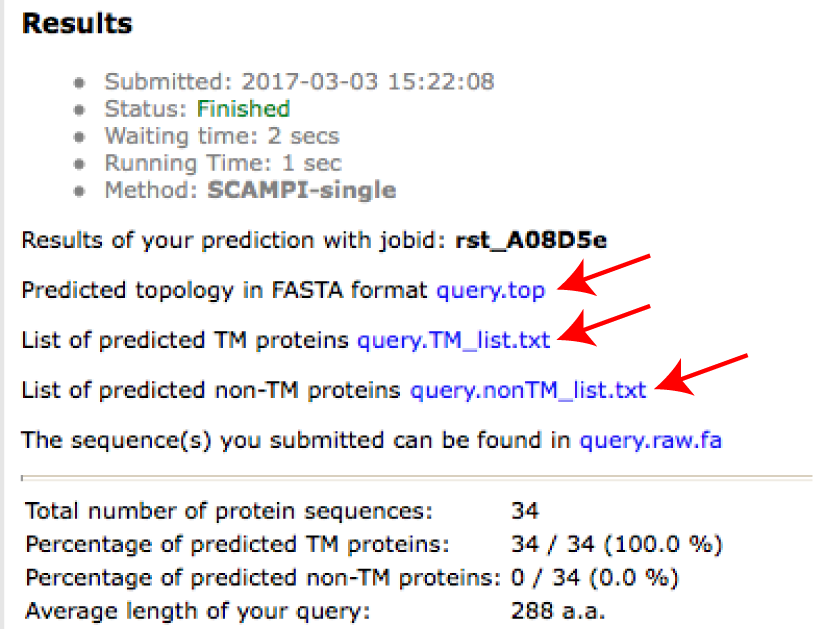 Results
Submitted: 2017-03-03 15:22:08
Status: Finished
Waiting time: 2 secs
Running Time: 1 sec
Method: SCAMPI-single
Results of your prediction with jobid: rst_A08D5e
Predicted topology in FASTA format query.top
List of predicted TM proteins query.TM_list.txt
List of predicted non-TM proteins query.nonTM_list.txt
The sequence(s) you submitted can be found in query.raw.fa
Total number of protein sequences: 34
Percentage of predicted TM proteins: 34 / 34 (100.0 %)
Percentage of predicted non-TM proteins: 0 / 34 (0.0 %)
Average length of your query: 288 a.a.